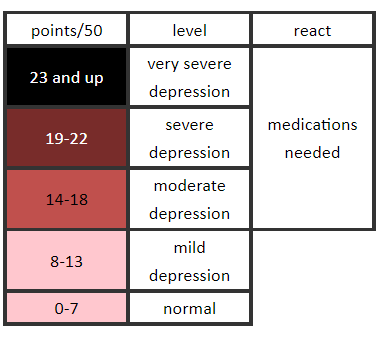 points/50 level react
23 and up very severe
depression
19-22 severe
depression
medications
needed
14-18 moderate
depression
8-13 mild
depression
0-7 normal